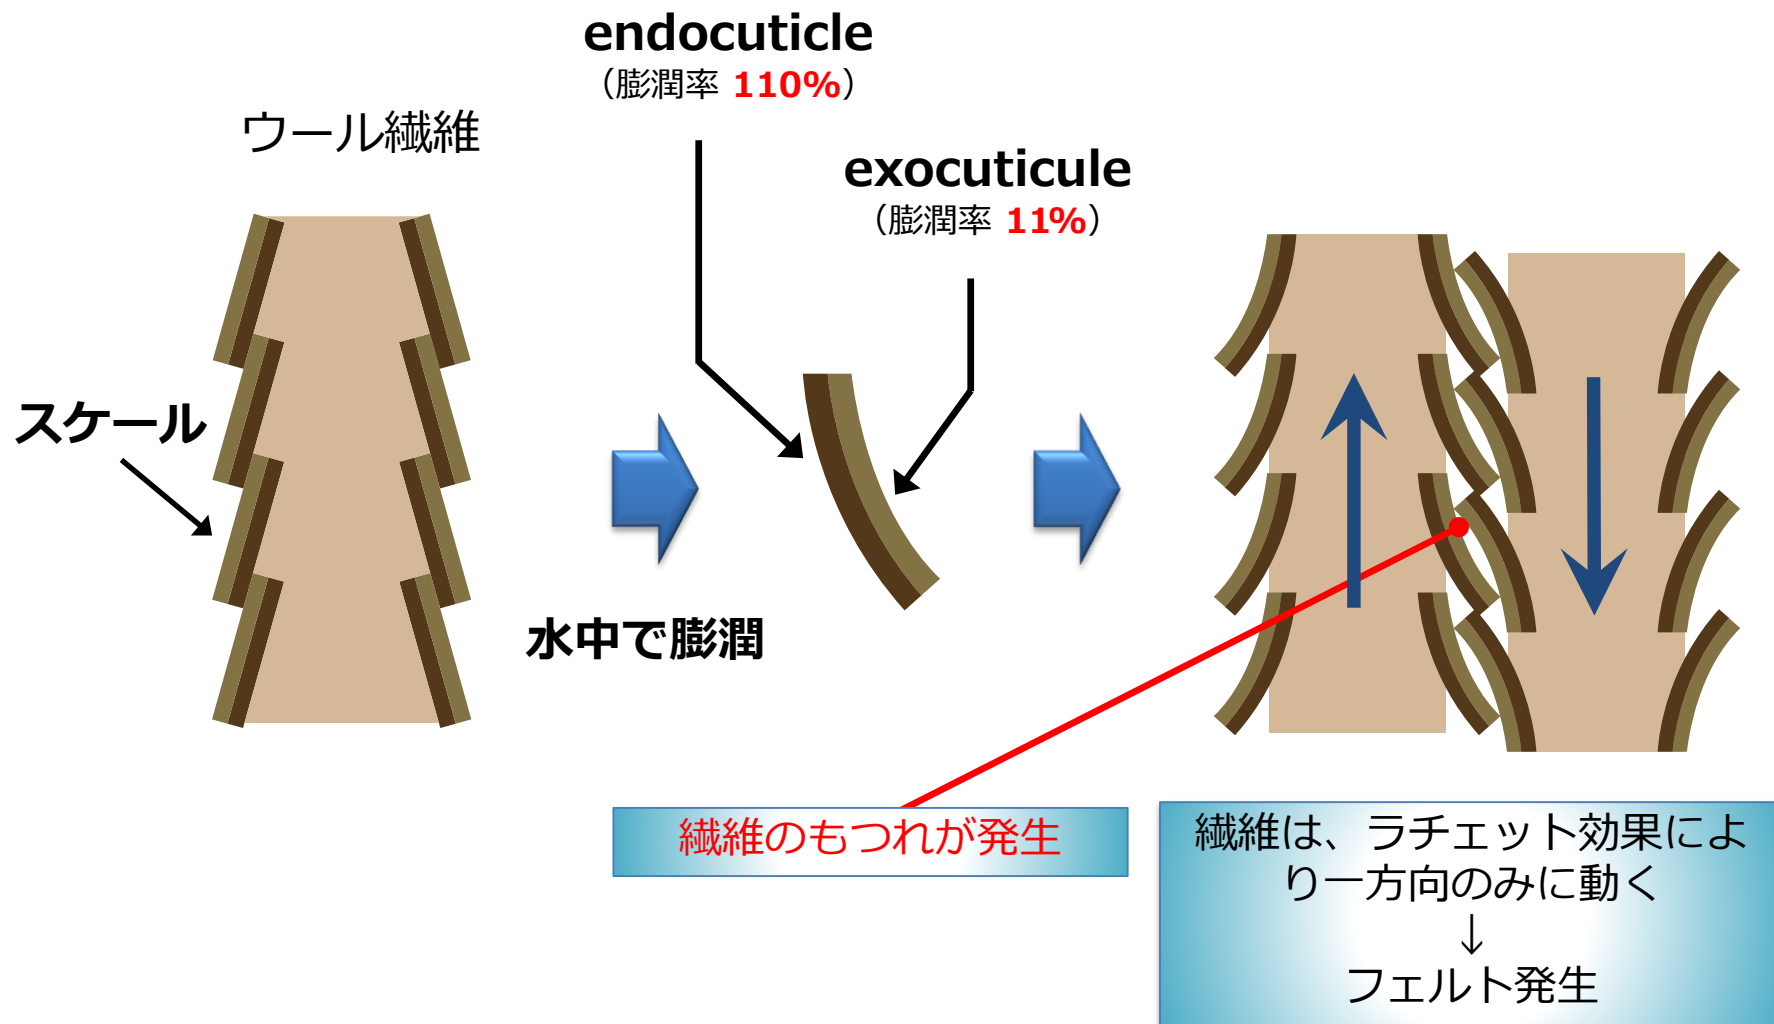 endocuticle
（膨潤率 110%）
ウール繊維
exocuticule
（膨潤率 11%）
スケール
水中で膨潤
繊維のもつれが発生
繊維は、ラチェット効果によ
り一方向のみに動く
↓
フェルト発生